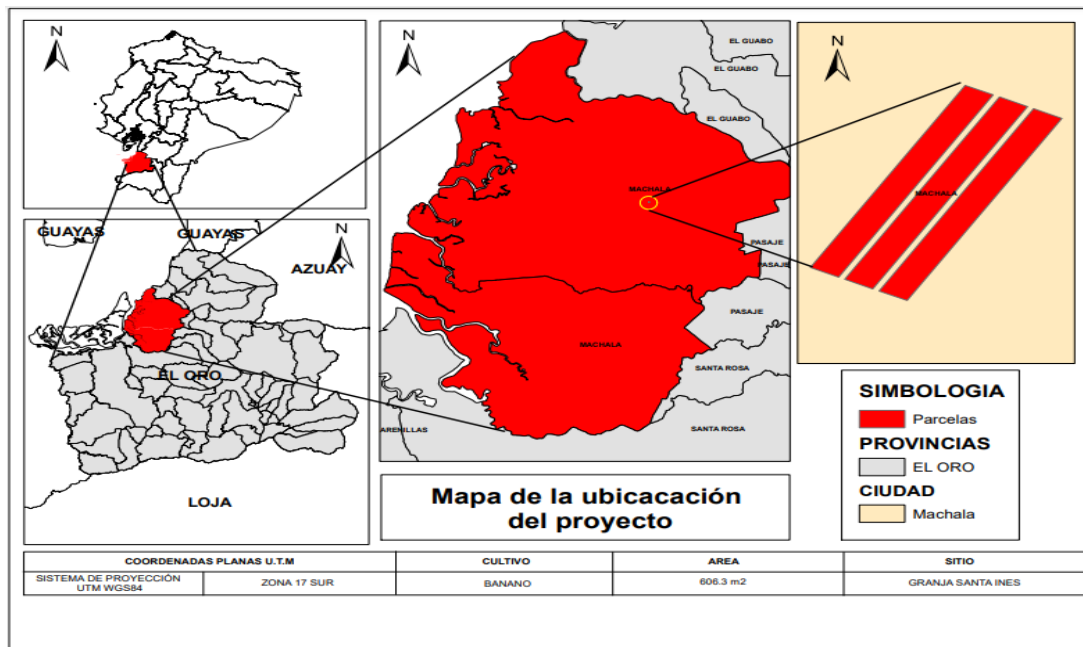 N
N
EL GUABO
EL GUABO
EL GUABO
MACHALA
PASAJE
PASAJE
PASAJE
MACHALA
SANTA ROSA
SANTA ROSA
ARENILLAS
N
MACHALA
GUAYAS
GUAYAS
N
AZUAY
EL ORO
LOJA
Mapa de la ubicacación
del proyecto
SIMBOLOGIA
Parcelas
PROVINCIAS
EL ORO
CIUDAD
Machala
COORDENADAS PLANAS U.T.M
CULTIVO
AREA
SITIO
SISTEMA DE PROYECCIÓN
UTM WGS84
ZONA 17 SUR
BANANO
606.3 m2
GRANJA SANTA INES